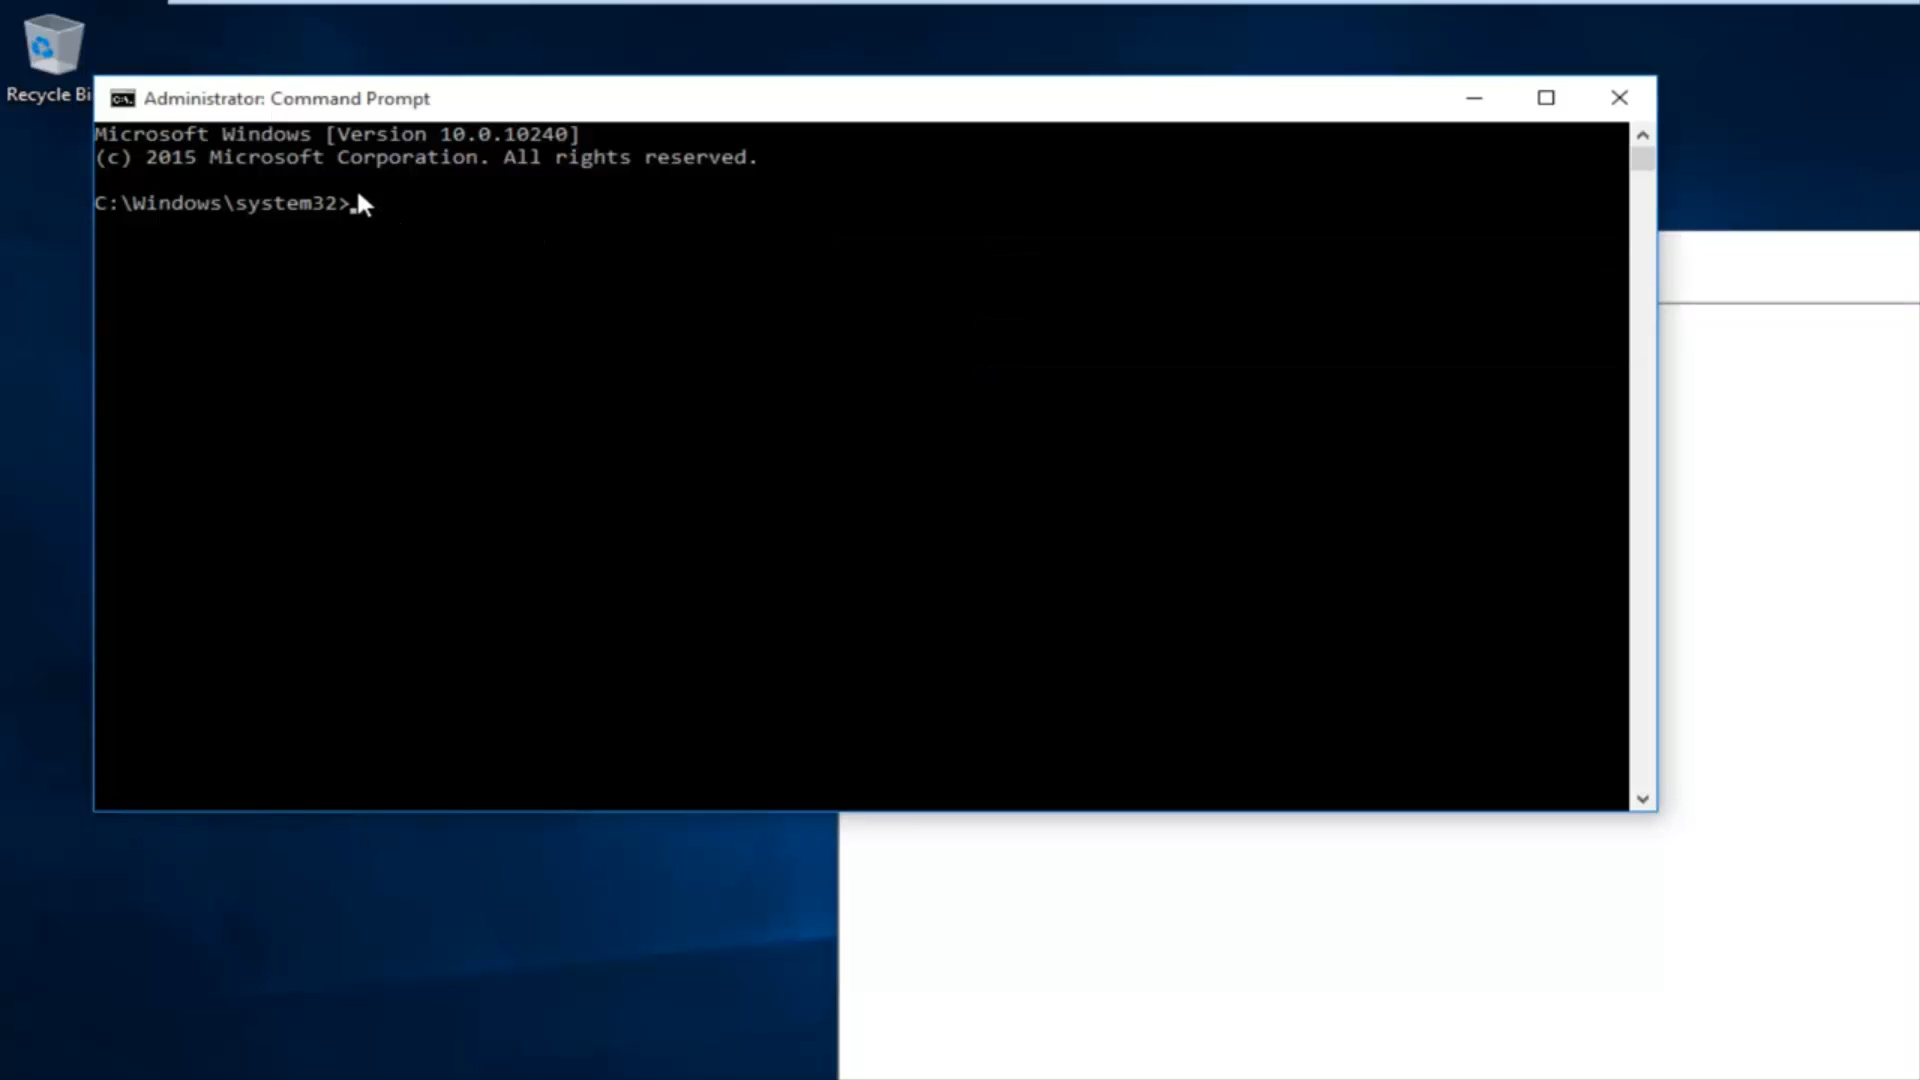 Recycle Bi
Administrator: Command Prompt
Microsoft Windows [Version 10.0.10240]
(c) 2015 Microsoft Corporation. All rights reserved.
C:\Windows\system32>